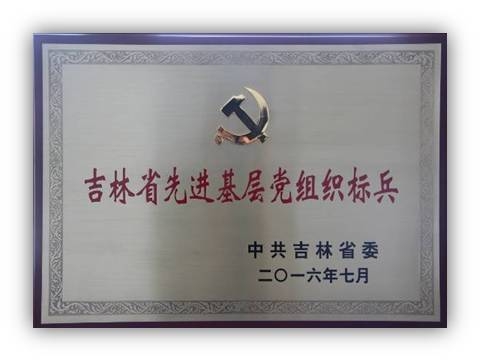 吉林省先进基层党组织标兵
中共吉林省委
二〇一六年七月